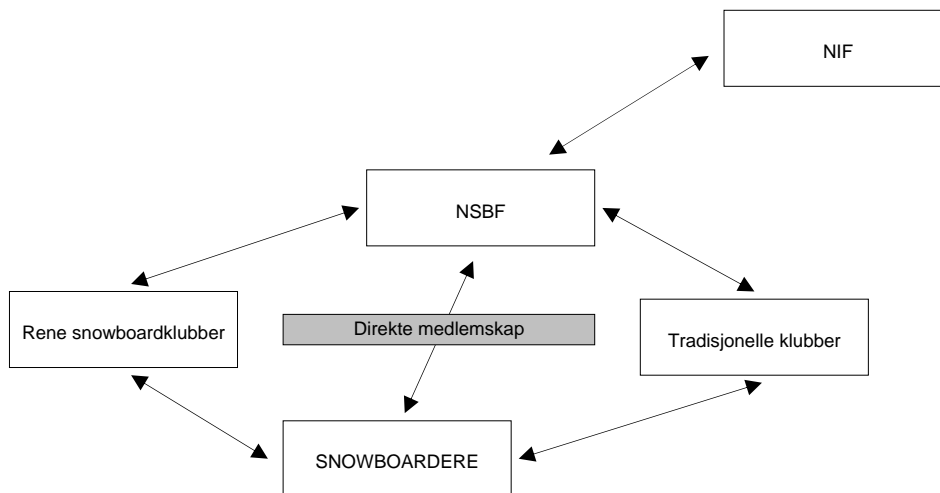 NIF
NSBF
Rene snowboardklubber
Direkte medlemskap
Tradisjonelle klubber
SNOWBOARDERE